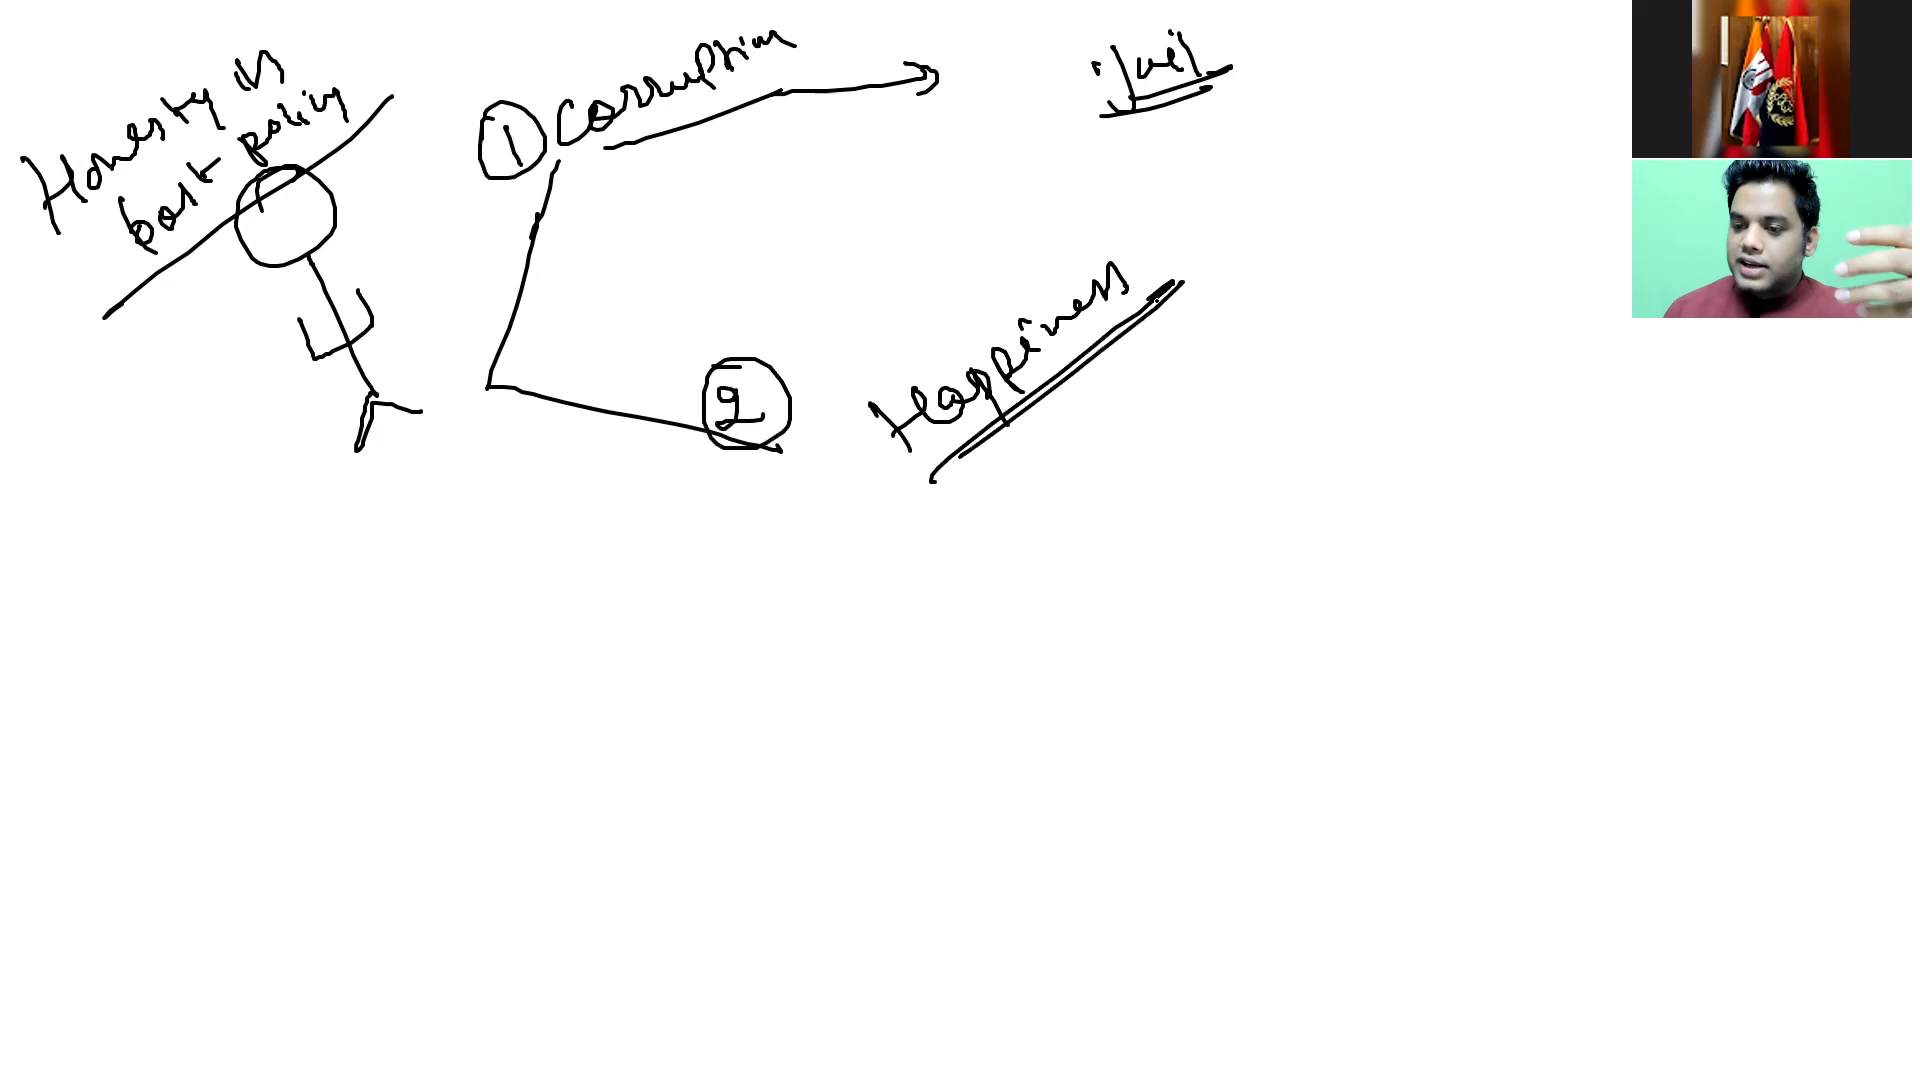 Honesty is
best policy
1 Corruption
Jail
2
Happiness